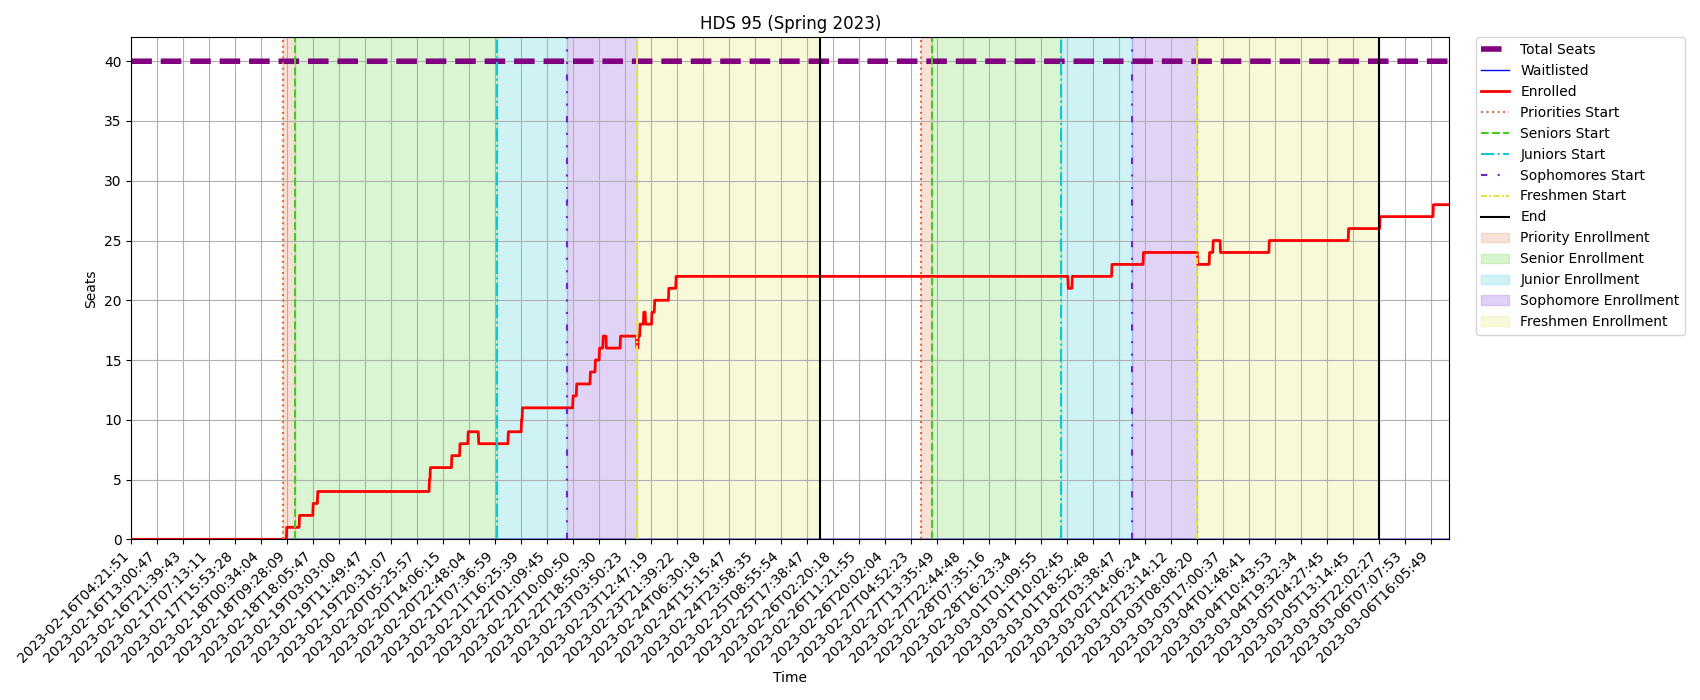 HDS 95 (Spring 2023)
Seats
40
35
30
25
20
15
10
5
0
2023-02-16T04:21:51
2023-02-16T13:00:47
2023-02-16T21:39:43
2023-02-17T07:13:11
2023-02-17T15:53:28
2023-02-18T00:34:04
2023-02-18T09:28:09
2023-02-18T18:05:47
2023-02-19T03:03:00
2023-02-19T11:49:47
2023-02-19T20:31:07
2023-02-20T05:25:57
2023-02-20T14:06:15
2023-02-20T22:48:04
2023-02-21T07:36:59
2023-02-21T16:25:39
2023-02-22T01:09:45
2023-02-22T10:00:50
2023-02-22T18:50:30
2023-02-23T03:50:23
2023-02-23T12:47:19
2023-02-23T21:39:22
2023-02-24T06:30:18
2023-02-24T15:15:47
2023-02-24T23:58:35
2023-02-25T08:55:54
2023-02-25T17:38:47
2023-02-26T02:20:18
2023-02-26T11:21:55
2023-02-26T20:02:04
2023-02-27T04:52:23
2023-02-27T13:35:49
2023-02-27T22:44:48
2023-02-28T07:35:16
2023-02-28T16:23:34
2023-03-01T01:09:55
2023-03-01T10:02:45
2023-03-01T18:52:48
2023-03-02T03:38:47
2023-03-02T14:06:24
2023-03-02T23:14:12
2023-03-03T08:08:20
2023-03-03T17:00:37
2023-03-04T01:48:41
2023-03-04T10:43:53
2023-03-04T19:32:34
2023-03-05T04:27:45
2023-03-05T13:14:45
2023-03-05T22:02:27
2023-03-06T07:07:53
2023-03-06T16:05:49
Time
Total Seats
Waitlisted
Enrolled
Priorities Start
Seniors Start
Juniors Start
Sophomores Start
Freshmen Start
End
Priority Enrollment
Senior Enrollment
Junior Enrollment
Sophomore Enrollment
Freshmen Enrollment